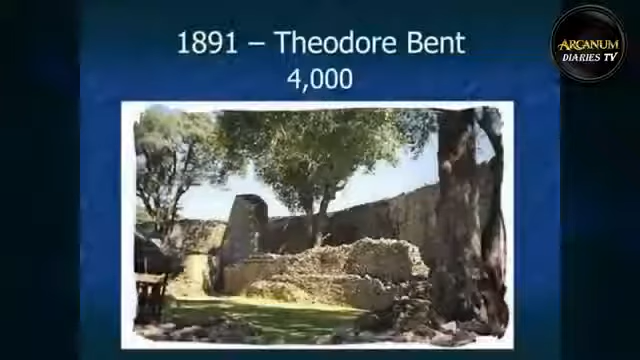 1891 – Theodore Bent
4,000
ARCANUM
DIARIES TV